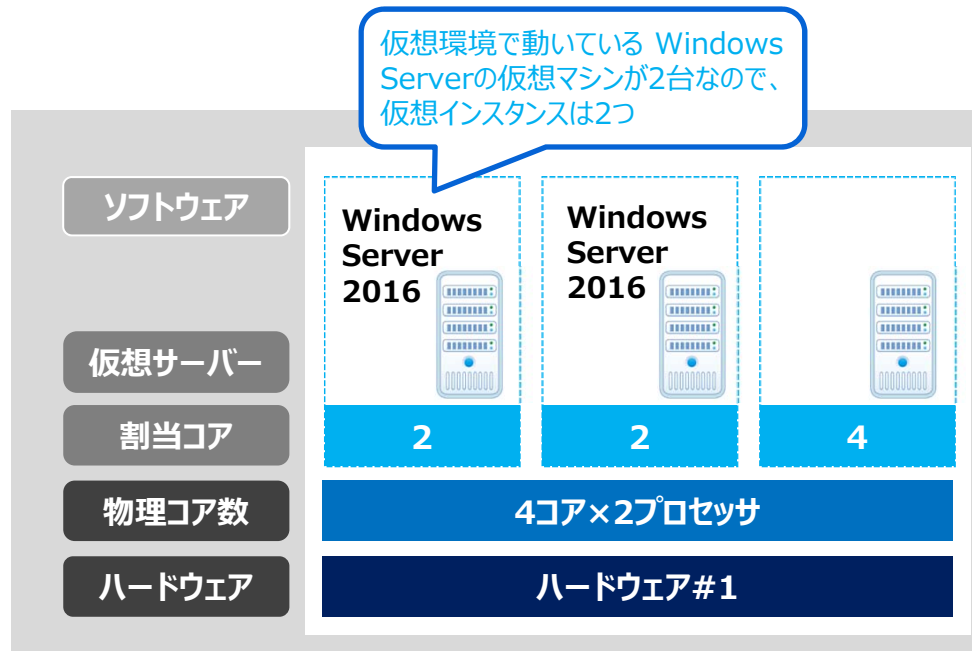 仮想環境で動いている Windows
Serverの仮想マシンが2台なので、
仮想インスタンスは2つ
ソフトウェア
Windows
Server
2016
Windows
Server
2016
仮想サーバー
割当コア
2
2
4
物理コア数
4コア×2プロセッサ
ハードウェア
ハードウェア#1